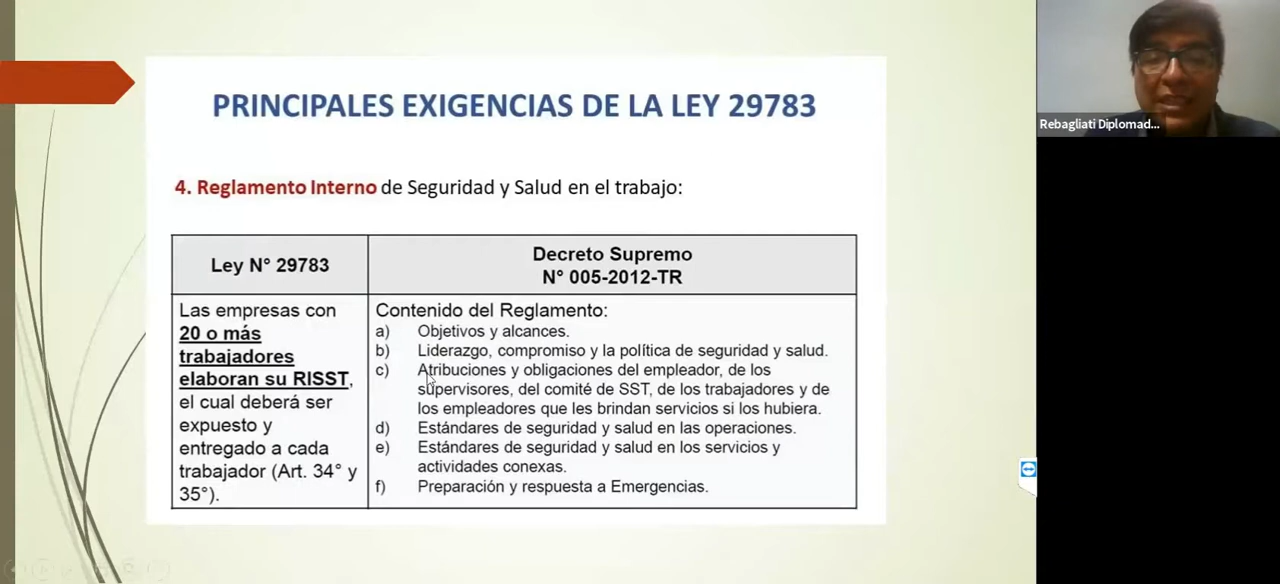 PRINCIPALES EXIGENCIAS DE LA LEY 29783
4. Reglamento Interno de Seguridad y Salud en el trabajo:
Ley N° 29783
Decreto Supremo
N° 005-2012-TR
Las empresas con
20 o más
trabajadores
elaboran su RISST,
el cual deberá ser
expuesto y
entregado a cada
trabajador (Art. 34° y
35°).
Contenido del Reglamento:
a) Objetivos y alcances.
b) Liderazgo, compromiso y la política de seguridad y salud.
c) Atribuciones y obligaciones del empleador, de los
supervisores, del comité de SST, de los trabajadores y de
los empleadores que les brindan servicios si los hubiera.
d) Estándares de seguridad y salud en las operaciones.
e) Estándares de seguridad y salud en los servicios y
actividades conexas.
f) Preparación y respuesta a Emergencias.
Rebagliati Diplomad...